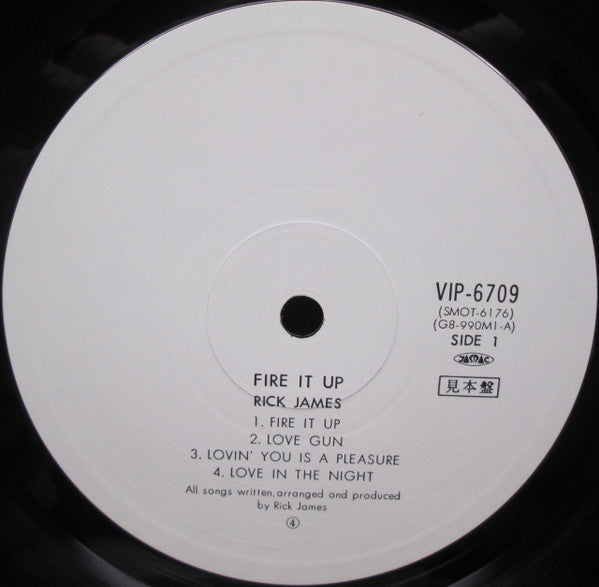 VIP-6709
(SMOT-6176)
(G8-990M1-A)
SIDE 1
JASRAC
見本盤
FIRE IT UP
RICK JAMES
1. FIRE IT UP
2. LOVE GUN
3. LOVIN' YOU IS A PLEASURE
4. LOVE IN THE NIGHT
All songs written.arranged and produced
by Rick James
④